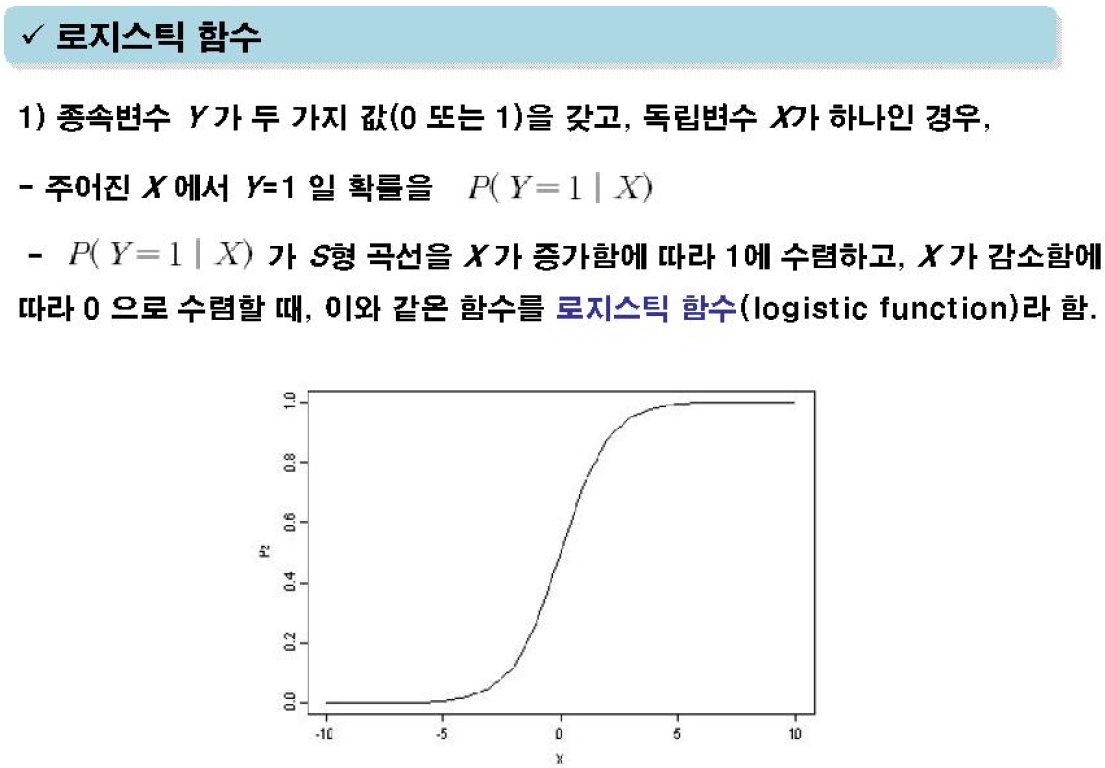 ✓ 로지스틱 함수
1) 종속변수 Y 가 두 가지 값(0 또는 1)을 갖고, 독립변수 X가 하나인 경우,
- 주어진 X 에서 Y=1 일 확률을 P( Y=1 | X)
- P( Y=1 | X) 가 S형 곡선을 X 가 증가함에 따라 1에 수렴하고, X 가 감소함에
따라 0 으로 수렴할 때, 이와 같은 함수를 로지스틱 함수(logistic function)라 함.
1.0
0.8
0.6
Pz
0.4
0.2
0.0
-10 -5 0 5 10
X